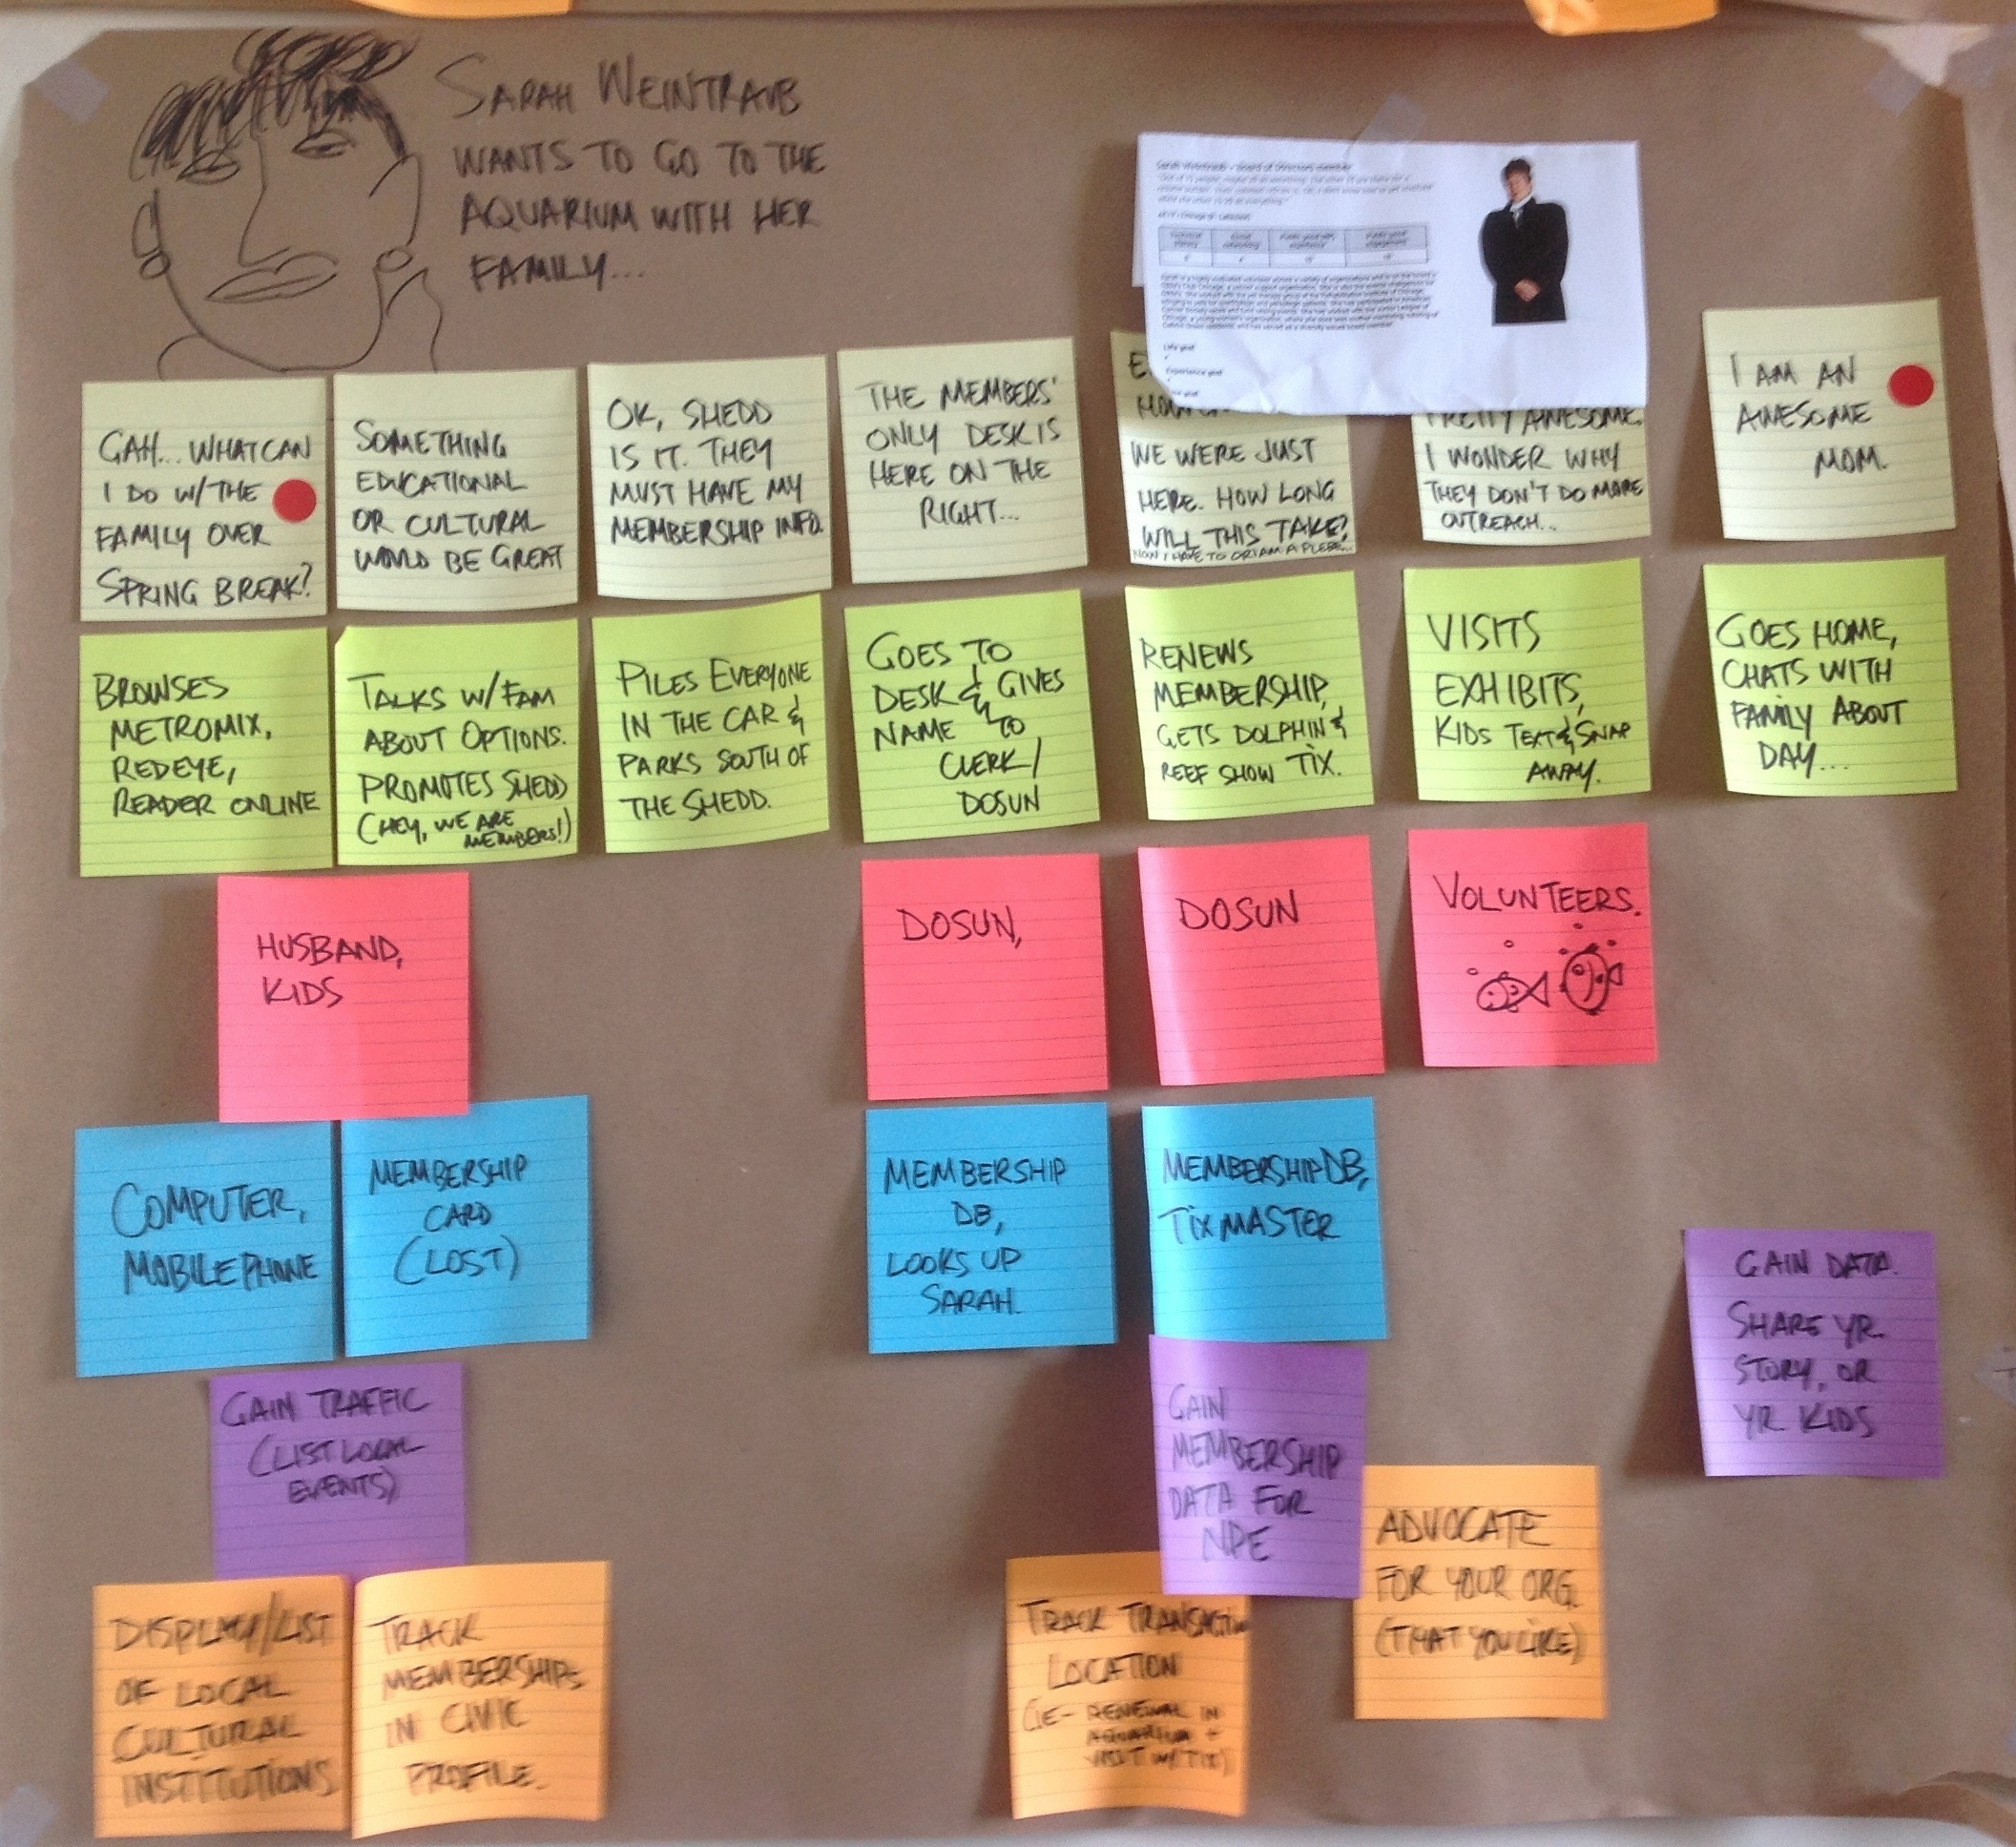 SARAH WEINTRAUB
WANTS TO GO TO THE
AQUARIUM WITH HER
FAMILY...
Life goal
Experience goal
GAH... WHAT CAN
I DO W/ THE
FAMILY OVER
SPRING BREAK?
SOMETHING
EDUCATIONAL
OR CULTURAL
WOULD BE GREAT
OK, SHEDD
IS IT. THEY
MUST HAVE MY
MEMBERSHIP INFO.
THE MEMBERS'
ONLY DESK IS
HERE ON THE
RIGHT...
WE WERE JUST
HERE. HOW LONG
WILL THIS TAKE?
PRETTY AWESOME.
I WONDER WHY
THEY DON'T DO MORE
OUTREACH...
I AM AN
AWESOME
MOM.
BROWSES
METROMIX,
REDEYE,
READER ONLINE
TALKS W/ FAM
ABOUT OPTIONS.
PROMOTES SHEDD
(HEY, WE ARE
MEMBERS!)
PILES EVERYONE
IN THE CAR &
PARKS SOUTH OF
THE SHEDD.
GOES TO
DESK & GIVES
NAME TO
CLERK/
DOSUN
RENEWS
MEMBERSHIP,
GETS DOLPHIN &
REEF SHOW TIX.
VISITS
EXHIBITS,
KIDS TEXT & SNAP
AWAY.
GOES HOME,
CHATS WITH
FAMILY ABOUT
DAY...
HUSBAND,
KIDS
DOSUN,
DOSUN
VOLUNTEERS.
COMPUTER,
MOBILE PHONE
MEMBERSHIP
CARD
(LOST)
MEMBERSHIP
DB,
LOOKS UP
SARAH.
MEMBERSHIP DB,
TIXMASTER
GAIN TRAFFIC
(LIST LOCAL
EVENTS)
GAIN
MEMBERSHIP
DATA FOR
NPE
GAIN DATA.
SHARE YR.
STORY, OR
YR KIDS
DISPLAY/LIST
OF LOCAL
CULTURAL
INSTITUTIONS
TRACK
MEMBERSHIPS
IN CIVIC
PROFILE.
TRACK TRANSACTION
LOCATION
(IE- RENEWAL IN
AQUARIUM +
VISIT W/TIX)
ADVOCATE
FOR YOUR ORG.
(THAT YOU LIKE)